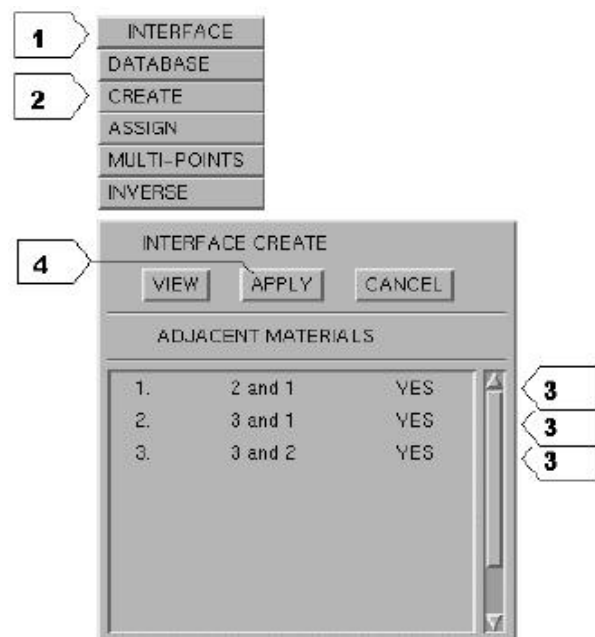 1
INTERFACE
DATABASE
2
CREATE
ASSIGN
MULTI-POINTS
INVERSE
INTERFACE CREATE
4
VIEW APPLY CANCEL
ADJACENT MATERIALS
1. 2 and 1 YES 3
2. 3 and 1 YES 3
3. 3 and 2 YES 3